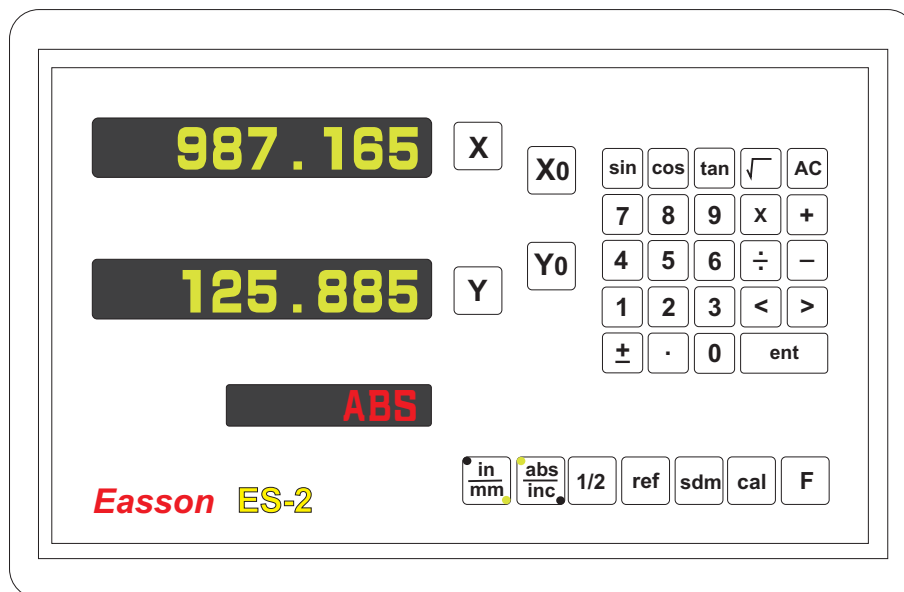 987.165 X
X0
sin cos tan √ AC
7 8 9 x +
125.885 Y
Y0
4 5 6 ÷ −
1 2 3 < >
± · 0 ent
ABS
in/mm abs/inc 1/2 ref sdm cal F
Easson ES-2